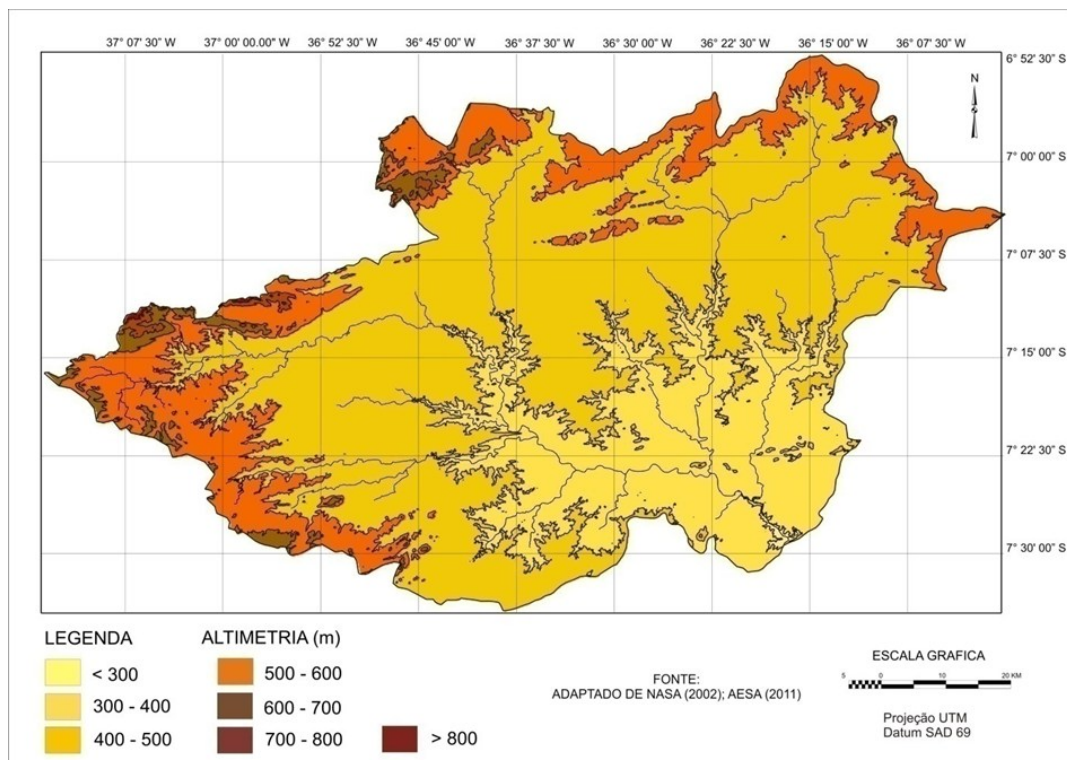 37° 07' 30" W 37° 00' 00.00" W 36° 52' 30" W 36° 45' 00" W 36° 37' 30" W 36° 30' 00" W 36° 22' 30" W 36° 15' 00" W 36° 07' 30" W
6° 52' 30" S
N
7° 00' 00" S
7° 07' 30" S
7° 15' 00" S
7° 22' 30" S
7° 30' 00" S
LEGENDA ALTIMETRIA (m)
< 300
300 - 400
400 - 500
500 - 600
600 - 700
700 - 800
> 800
FONTE:
ADAPTADO DE NASA (2002); AESA (2011)
ESCALA GRAFICA
5 0 10 20 KM
Projeção UTM
Datum SAD 69